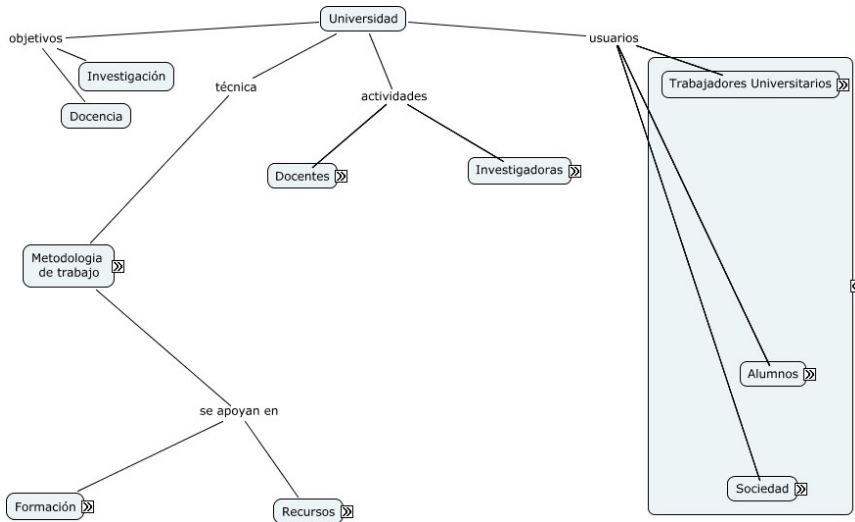 Universidad
objetivos
usuarios
Investigación
Trabajadores Universitarios
técnica
actividades
Docencia
Docentes
Investigadoras
Metodologia
de trabajo
Alumnos
se apoyan en
Sociedad
Formación
Recursos